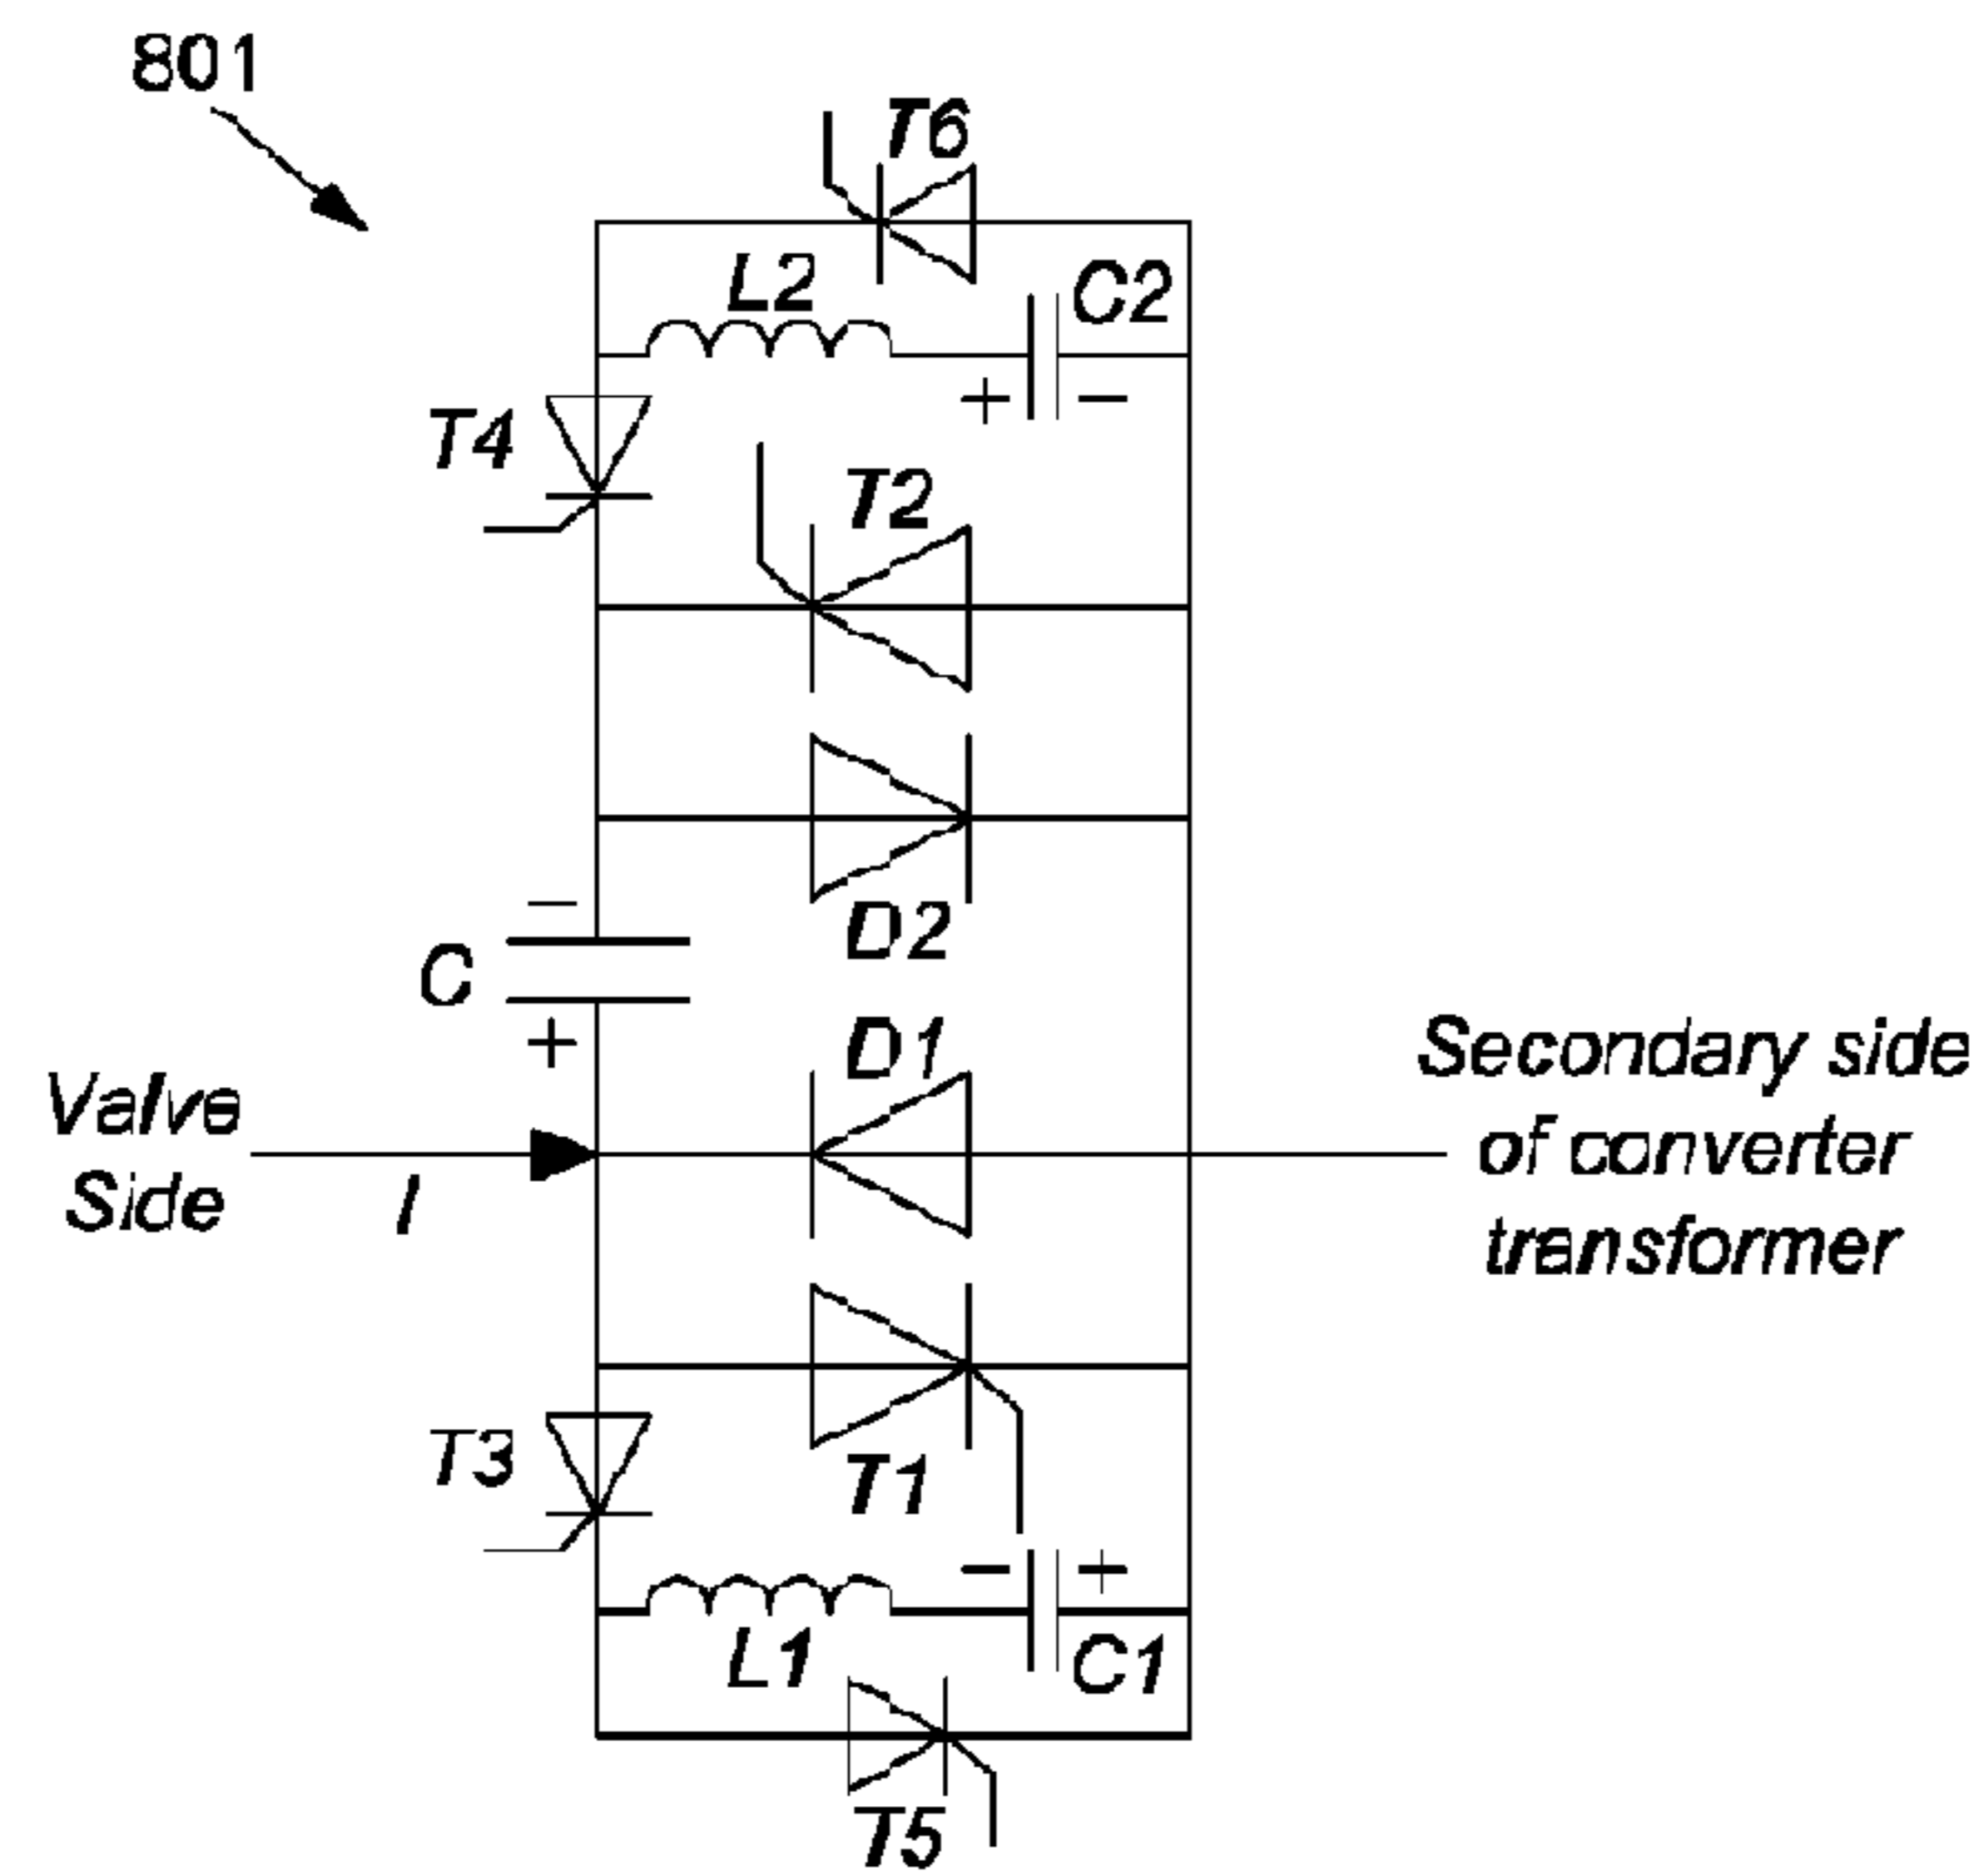 801
T6
L2
C2
+ −
T4
T2
D2
−
C
+
D1
Valve
Side
I
Secondary side
of converter
transformer
T1
T3
− +
L1
C1
T5